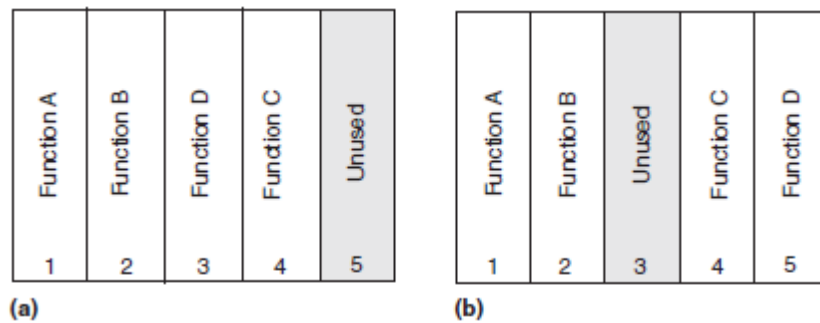 Function A
Function B
Function D
Function C
Unused
1 2 3 4 5
(a)
Function A
Function B
Unused
Function C
Function D
1 2 3 4 5
(b)